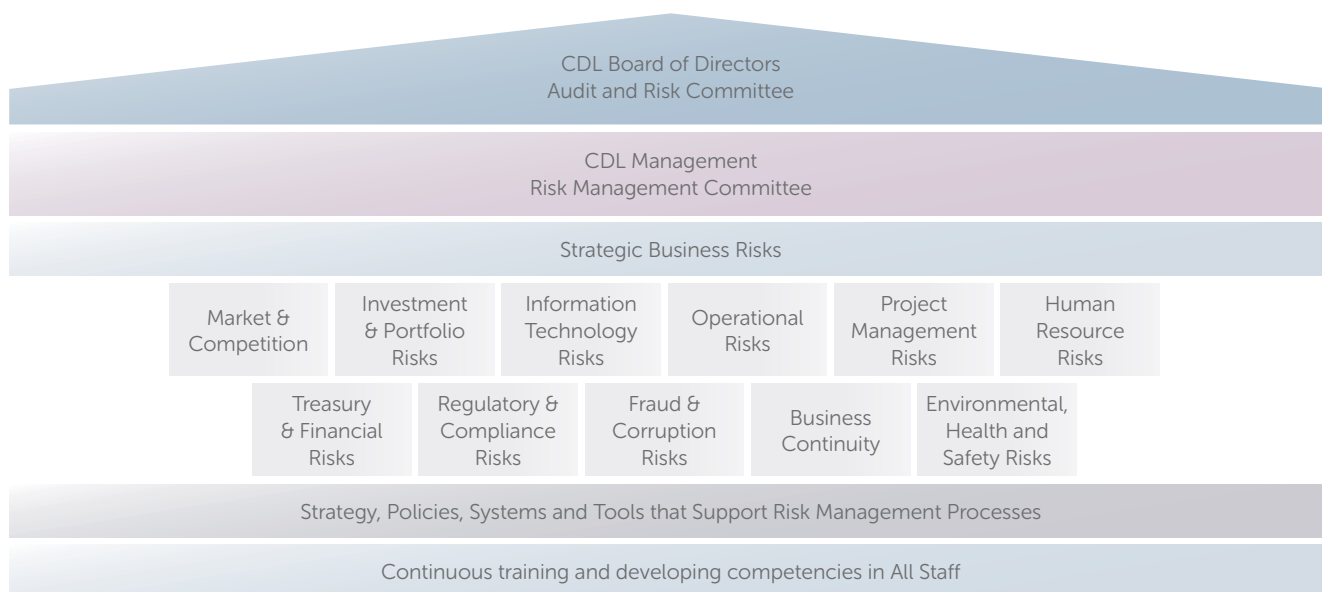 CDL Board of Directors
Audit and Risk Committee
CDL Management
Risk Management Committee
Strategic Business Risks
Market &
Competition
Investment
& Portfolio
Risks
Information
Technology
Risks
Operational
Risks
Project
Management
Risks
Human
Resource
Risks
Treasury
& Financial
Risks
Regulatory &
Compliance
Risks
Fraud &
Corruption
Risks
Business
Continuity
Environmental,
Health and
Safety Risks
Strategy, Policies, Systems and Tools that Support Risk Management Processes
Continuous training and developing competencies in All Staff